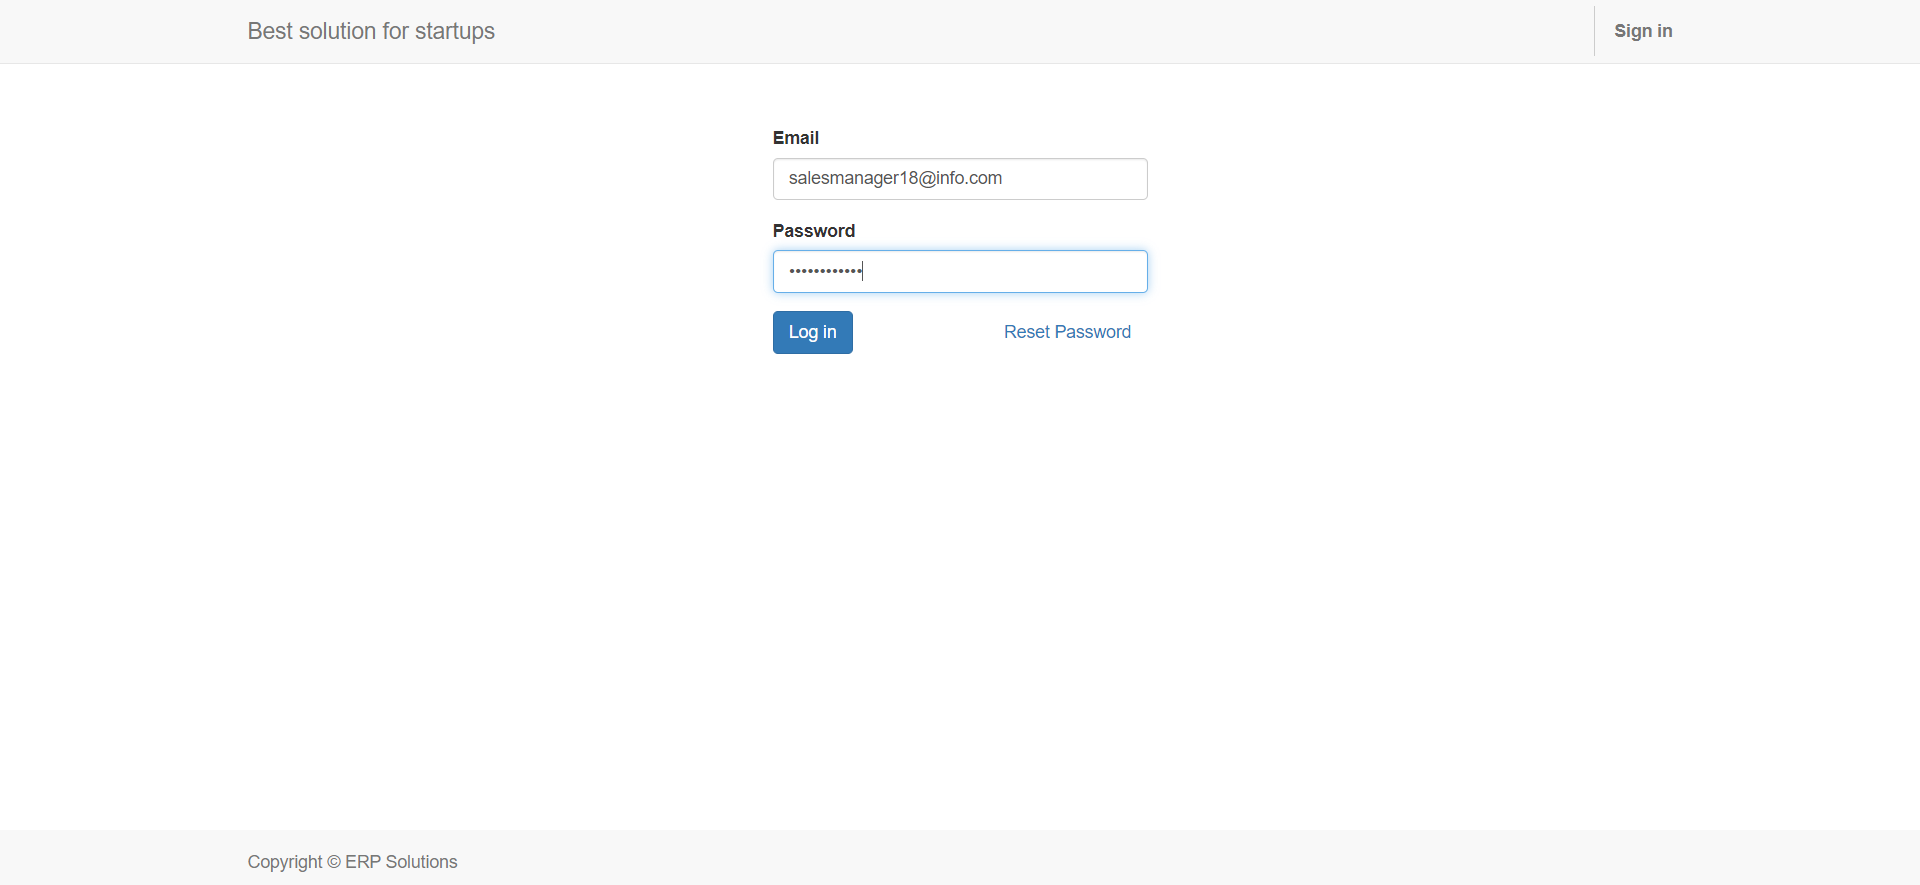 Best solution for startups
Sign in
Email
salesmanager18@info.com
Password
••••••••••••
Log in
Reset Password
Copyright © ERP Solutions